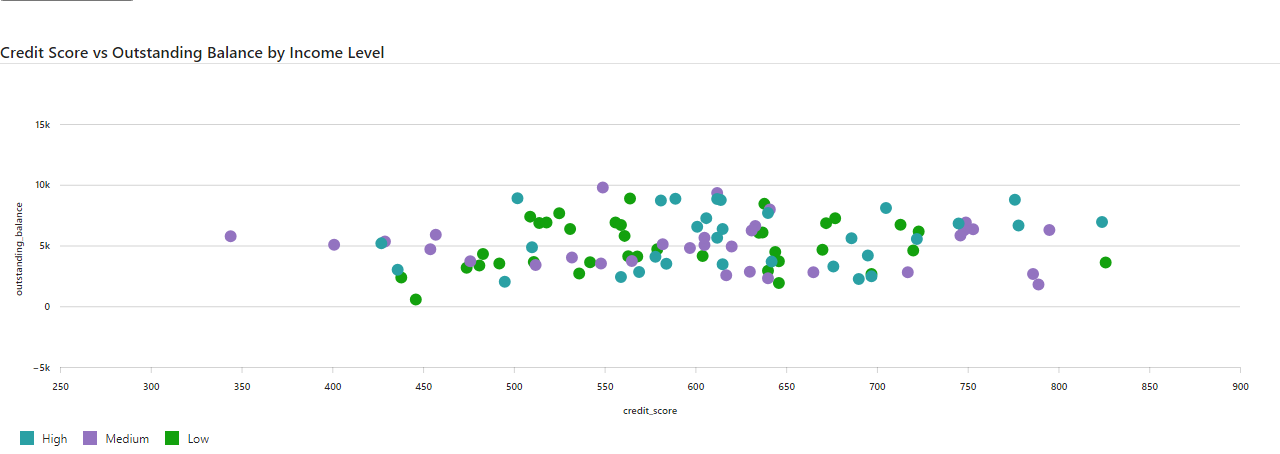 Credit Score vs Outstanding Balance by Income Level
15k
10k
5k
0
−5k
outstanding_balance
250 300 350 400 450 500 550 600 650 700 750 800 850 900
credit_score
High Medium Low